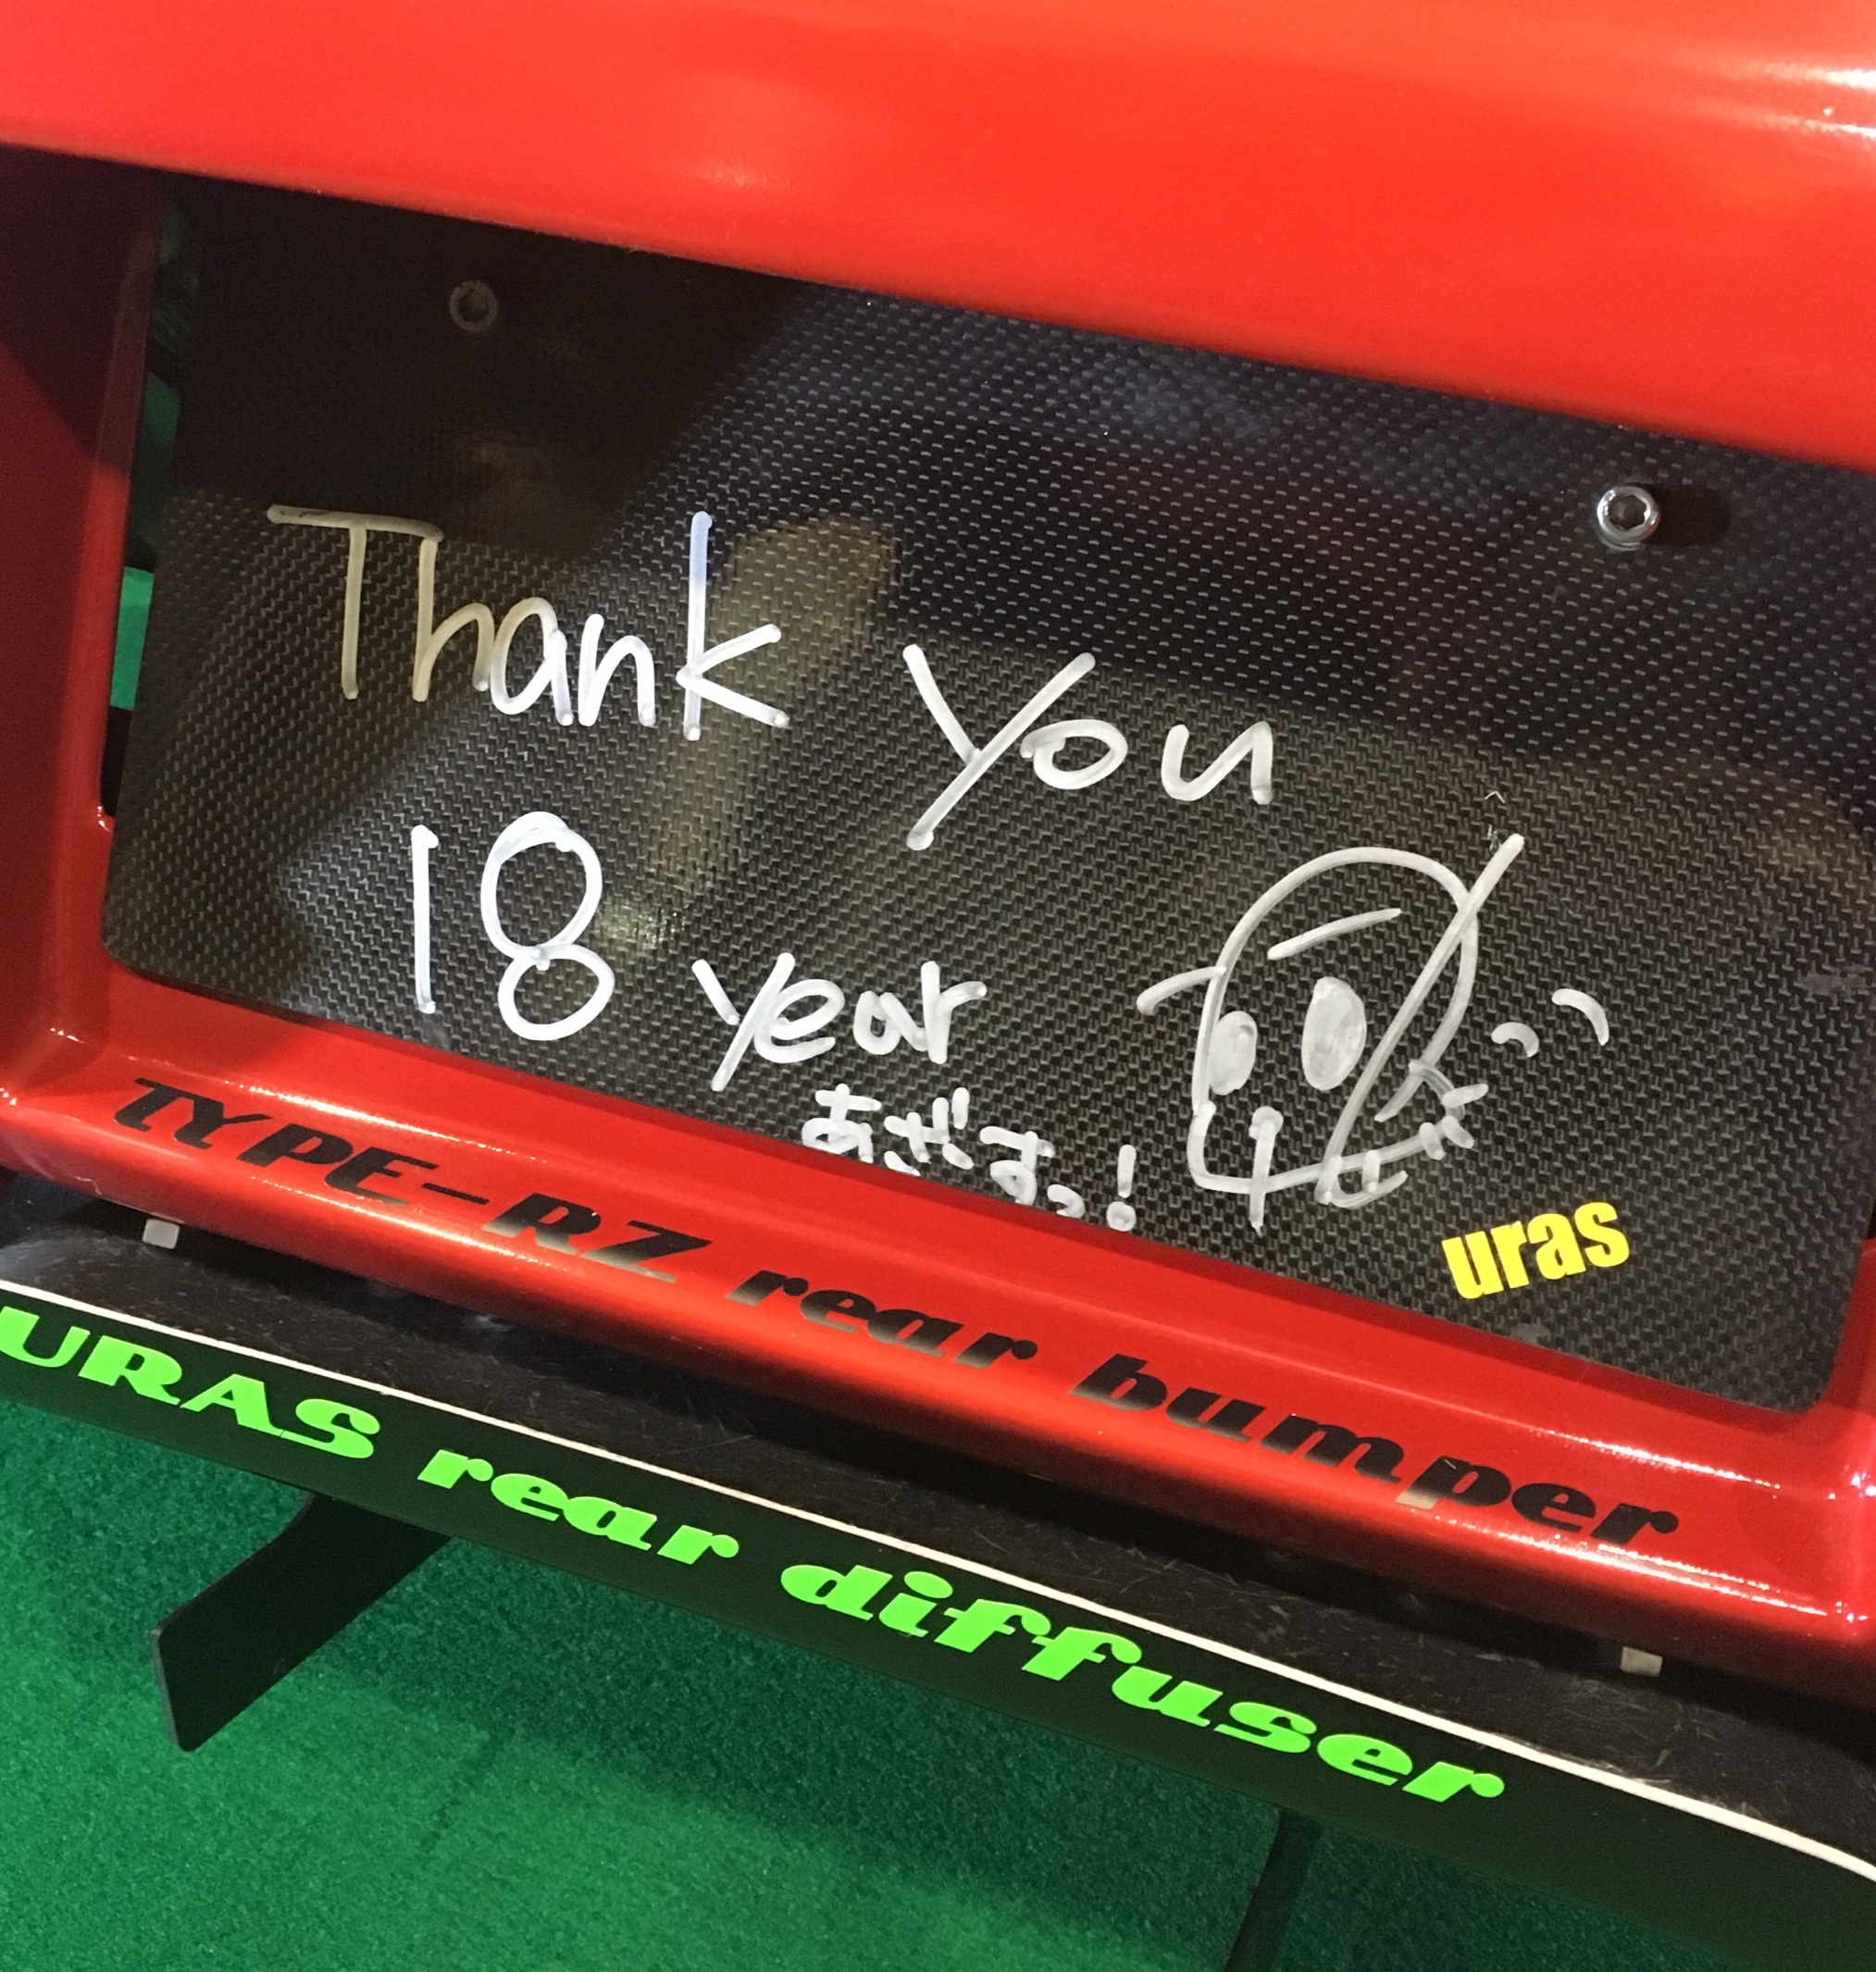 Thank you
18 year
あざすっ!
uras
TYPE-RZ rear bumper
URAS rear diffuser